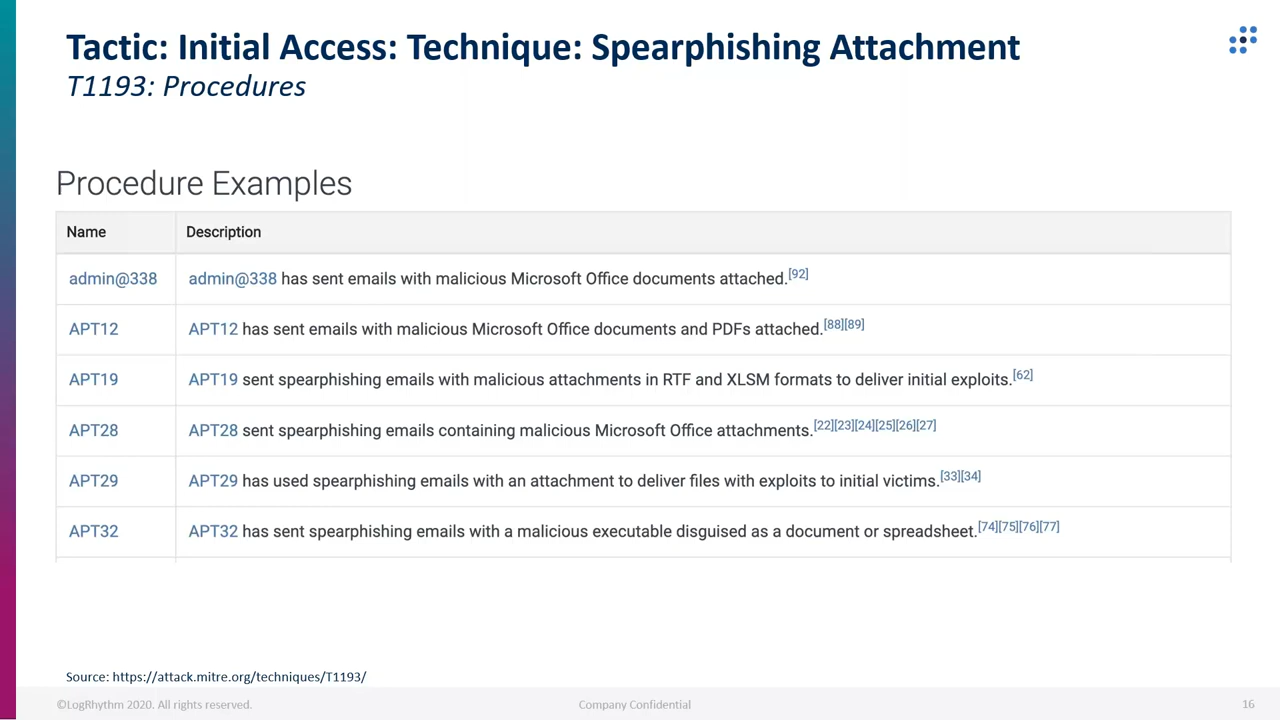 Tactic: Initial Access: Technique: Spearphishing Attachment
T1193: Procedures
Procedure Examples
Name Description
admin@338 admin@338 has sent emails with malicious Microsoft Office documents attached.[92]
APT12 APT12 has sent emails with malicious Microsoft Office documents and PDFs attached.[88][89]
APT19 APT19 sent spearphishing emails with malicious attachments in RTF and XLSM formats to deliver initial exploits.[62]
APT28 APT28 sent spearphishing emails containing malicious Microsoft Office attachments.[22][23][24][25][26][27]
APT29 APT29 has used spearphishing emails with an attachment to deliver files with exploits to initial victims.[33][34]
APT32 APT32 has sent spearphishing emails with a malicious executable disguised as a document or spreadsheet.[74][75][76][77]
Source: https://attack.mitre.org/techniques/T1193/
©LogRhythm 2020. All rights reserved. Company Confidential 16